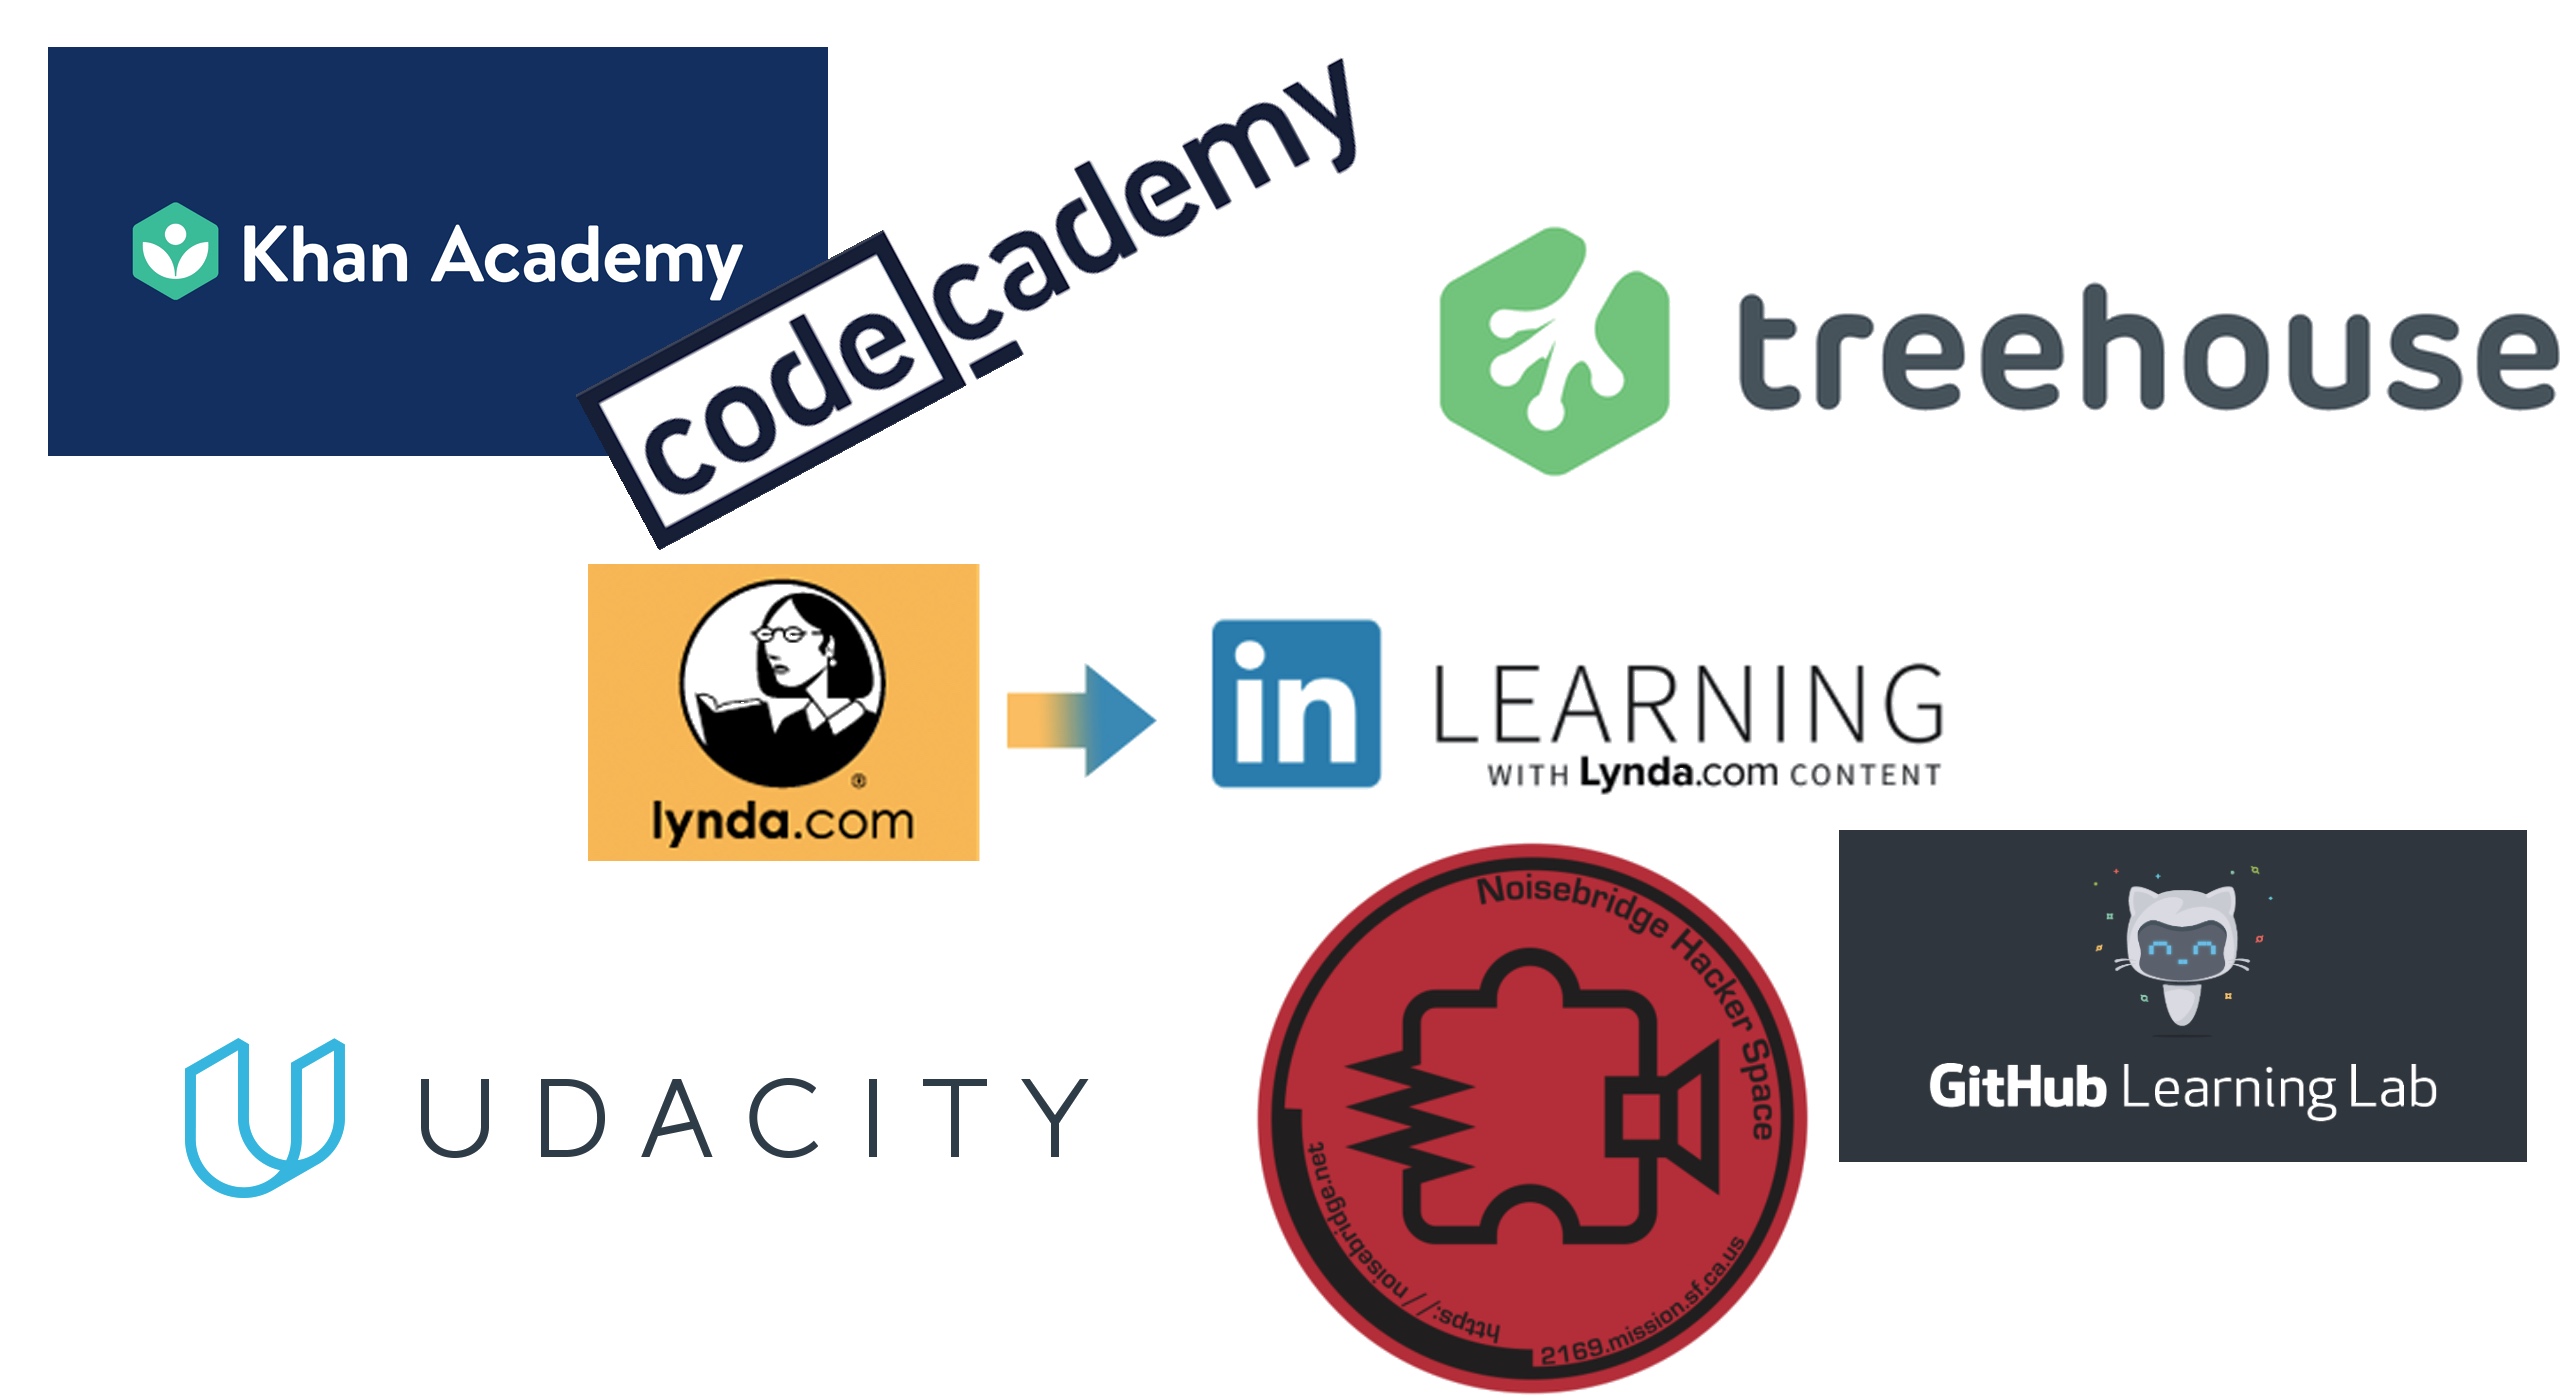 Khan Academy
codecademy
treehouse
lynda.com
in
LEARNING
WITH Lynda.com CONTENT
Noisebridge Hacker Space
https:// noisebridge.net
2169.mission.sf.ca.us
GitHub Learning Lab
UDACITY